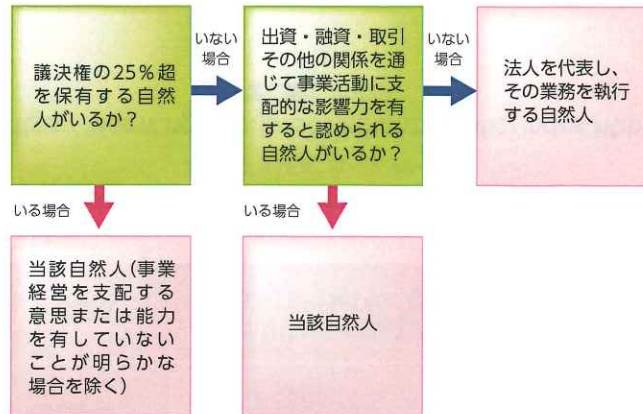 議決権の25%超
を保有する自然
人がいるか？
いない
場合
出資・融資・取引
その他の関係を通
じて事業活動に支
配的な影響力を有
すると認められる
自然人がいるか？
いない
場合
法人を代表し、
その業務を執行
する自然人
いる場合
いる場合
当該自然人(事業
経営を支配する
意思または能力
を有していない
ことが明らかな
場合を除く)
当該自然人